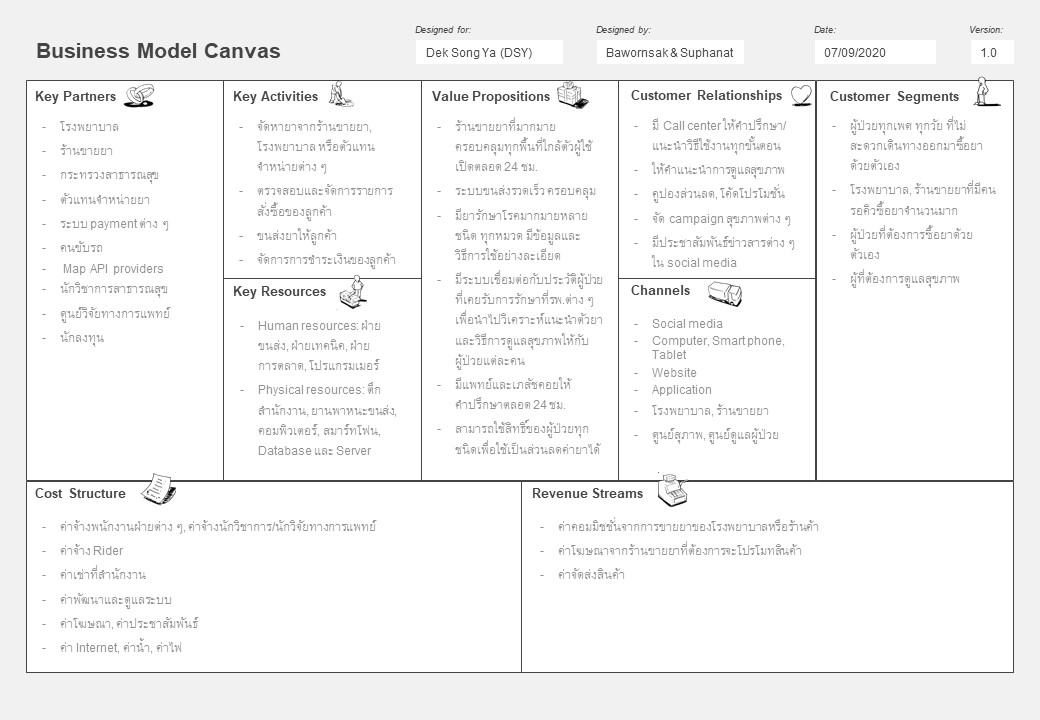 Business Model Canvas
Designed for:
Dek Song Ya (DSY)
Designed by:
Bawornsak & Suphanat
Date:
07/09/2020
Version:
1.0
Key Partners
- โรงพยาบาล
- ร้านขายยา
- กระทรวงสาธารณสุข
- ตัวแทนจำหน่ายยา
- ระบบ payment ต่าง ๆ
- คนขับรถ
- Map API providers
- นักวิชาการสาธารณสุข
- ศูนย์วิจัยทางการแพทย์
- นักลงทุน
Key Activities
- จัดหายาจากร้านขายยา,
โรงพยาบาล หรือตัวแทน
จำหน่ายต่าง ๆ
- ตรวจสอบและจัดการรายการ
สั่งซื้อของลูกค้า
- ขนส่งยาให้ลูกค้า
- จัดการการชำระเงินของลูกค้า
Key Resources
- Human resources: ฝ่าย
ขนส่ง, ฝ่ายเทคนิค, ฝ่าย
การตลาด, โปรแกรมเมอร์
- Physical resources: ตึก
สำนักงาน, ยานพาหนะขนส่ง,
คอมพิวเตอร์, สมาร์ทโฟน,
Database และ Server
Value Propositions
- ร้านขายยาที่มากมาย
ครอบคลุมทุกพื้นที่ใกล้ตัวผู้ใช้
เปิดตลอด 24 ชม.
- ระบบขนส่งรวดเร็ว ครอบคลุม
- มียารักษาโรคมากมายหลาย
ชนิด ทุกหมวด มีข้อมูลและ
วิธีการใช้อย่างละเอียด
- มีระบบเชื่อมต่อกับประวัติผู้ป่วย
ที่เคยรับการรักษาที่รพ.ต่าง ๆ
เพื่อนำไปวิเคราะห์แนะนำตัวยา
และวิธีการดูแลสุขภาพให้กับ
ผู้ป่วยแต่ละคน
- มีแพทย์และเภสัชคอยให้
คำปรึกษาตลอด 24 ชม.
- สามารถใช้สิทธิ์ของผู้ป่วยทุก
ชนิดเพื่อใช้เป็นส่วนลดค่ายาได้
Customer Relationships
- มี Call center ให้คำปรึกษา/
แนะนำวิธีใช้งานทุกขั้นตอน
- ให้คำแนะนำการดูแลสุขภาพ
- คูปองส่วนลด, โค้ดโปรโมชั่น
- จัด campaign สุขภาพต่าง ๆ
- มีประชาสัมพันธ์ข่าวสารต่าง ๆ
ใน social media
Channels
- Social media
- Computer, Smart phone,
Tablet
- Website
- Application
- โรงพยาบาล, ร้านขายยา
- ศูนย์สุภาพ, ศูนย์ดูแลผู้ป่วย
Customer Segments
- ผู้ป่วยทุกเพศ ทุกวัย ที่ไม่
สะดวกเดินทางออกมาซื้อยา
ด้วยตัวเอง
- โรงพยาบาล, ร้านขายยาที่มีคน
รอคิวซื้อยาจำนวนมาก
- ผู้ป่วยที่ต้องการซื้อยาด้วย
ตัวเอง
- ผู้ที่ต้องการดูแลสุขภาพ
Cost Structure
- ค่าจ้างพนักงานฝ่ายต่าง ๆ, ค่าจ้างนักวิชาการ/นักวิจัยทางการแพทย์
- ค่าจ้าง Rider
- ค่าเช่าที่สำนักงาน
- ค่าพัฒนาและดูแลระบบ
- ค่าโฆษณา, ค่าประชาสัมพันธ์
- ค่า Internet, ค่าน้ำ, ค่าไฟ
Revenue Streams
- ค่าคอมมิชชั่นจากการขายยาของโรงพยาบาลหรือร้านค้า
- ค่าโฆษณาจากร้านขายยาที่ต้องการจะโปรโมทสินค้า
- ค่าจัดส่งสินค้า